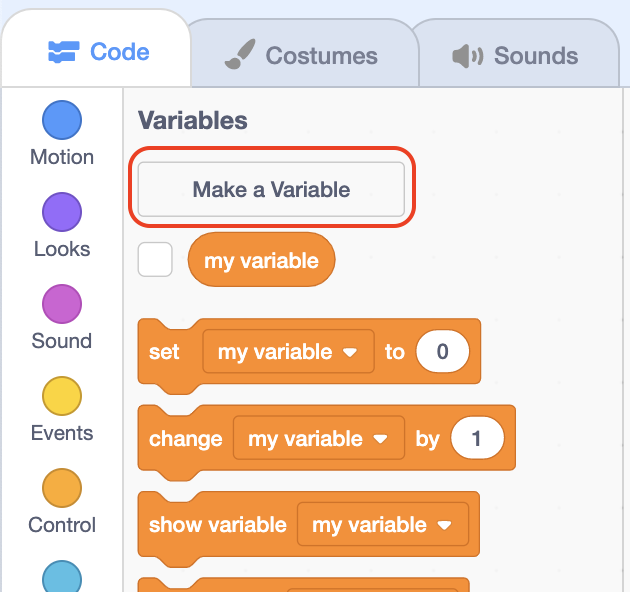 Code
Costumes
Sounds
Motion
Looks
Sound
Events
Control
Variables
Make a Variable
my variable
set my variable to 0
change my variable by 1
show variable my variable